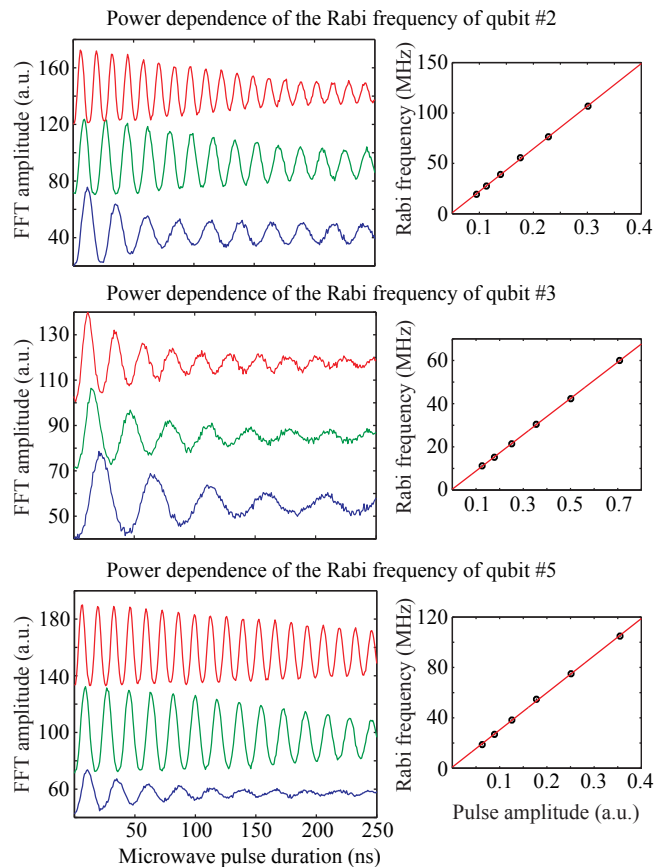 Power dependence of the Rabi frequency of qubit #2
FFT amplitude (a.u.)
160
120
80
40
Rabi frequency (MHz)
150
100
50
0
0.1 0.2 0.3 0.4
Power dependence of the Rabi frequency of qubit #3
FFT amplitude (a.u.)
130
110
90
70
50
Rabi frequency (MHz)
60
40
20
0
0.1 0.3 0.5 0.7
Power dependence of the Rabi frequency of qubit #5
FFT amplitude (a.u.)
180
140
100
60
50 100 150 200 250
Microwave pulse duration (ns)
Rabi frequency (MHz)
120
80
40
0
0.1 0.2 0.3 0.4
Pulse amplitude (a.u.)